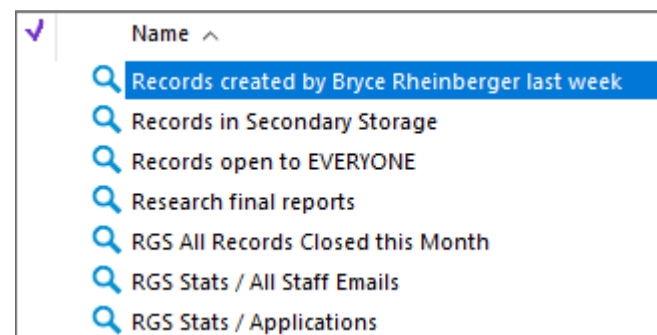 Name
Records created by Bryce Rheinberger last week
Records in Secondary Storage
Records open to EVERYONE
Research final reports
RGS All Records Closed this Month
RGS Stats / All Staff Emails
RGS Stats / Applications